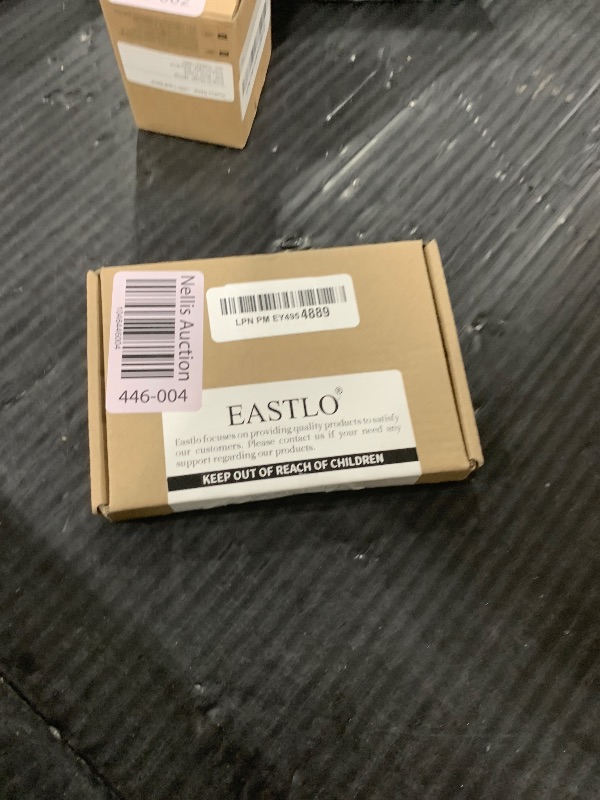 Nellis Auction
446-004
LPN PM EY495 4889
EASTLO®
Eastlo focuses on providing quality products to satisfy
our customers. Please contact us if your need any
support regarding our products.
KEEP OUT OF REACH OF CHILDREN